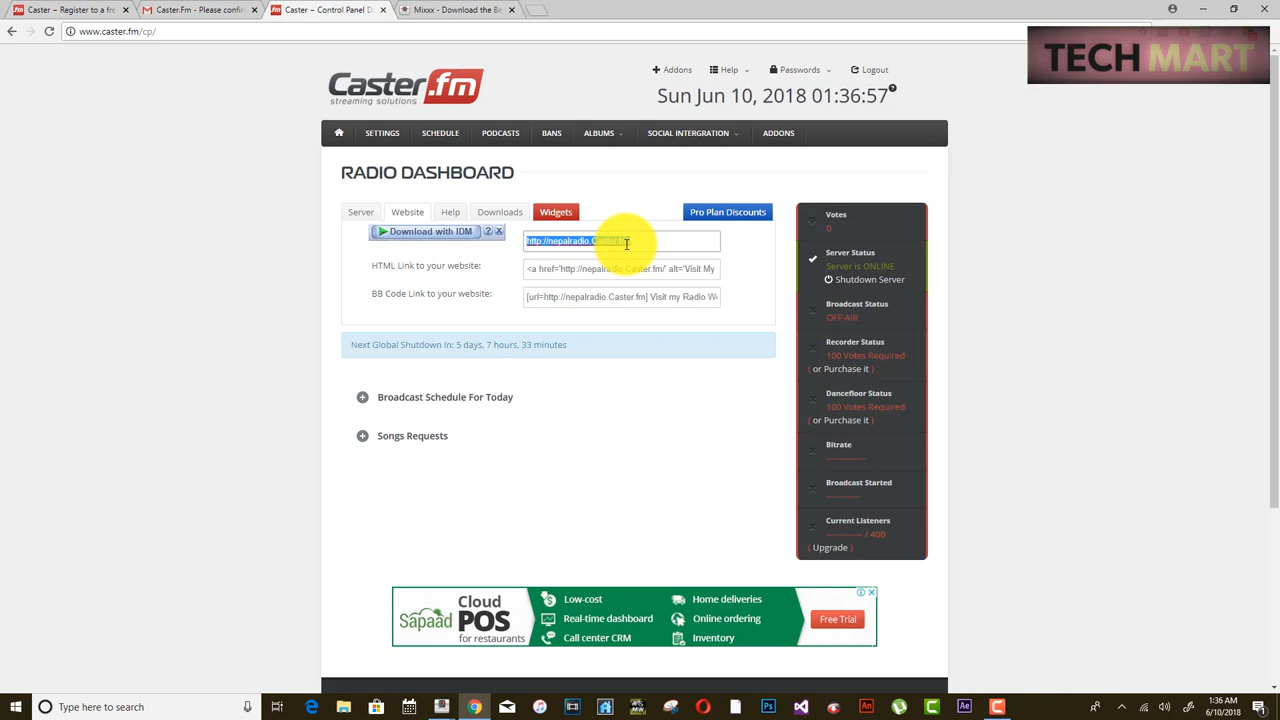 Caster – Register to a fre
Caster.Fm - Please confirm
Caster – Control Panel Da
Mixxx - Download the Be
www.caster.fm/cp/
TECH MART
Caster.fm
streaming solutions
Addons
Help
Passwords
Logout
Sun Jun 10, 2018 01:36:57
SETTINGS
SCHEDULE
PODCASTS
BANS
ALBUMS
SOCIAL INTERGRATION
ADDONS
RADIO DASHBOARD
Server
Website
Help
Downloads
Widgets
Pro Plan Discounts
Download with IDM ? X
http://nepalradio.Caster.fm
HTML Link to your website:
<a href='http://nepalradio.Caster.fm/' alt='Visit My
BB Code Link to your website:
[url=http://nepalradio.Caster.fm] Visit my Radio We
Next Global Shutdown In: 5 days, 7 hours, 33 minutes
Broadcast Schedule For Today
Songs Requests
Votes
0
Server Status
Server is ONLINE
Shutdown Server
Broadcast Status
OFF-AIR
Recorder Status
100 Votes Required
( or Purchase it )
Dancefloor Status
100 Votes Required
( or Purchase it )
Bitrate
--------------
Broadcast Started
------------
Current Listeners
------------- / 400
( Upgrade )
Sapaad
Cloud
POS
for restaurants
Low-cost
Real-time dashboard
Call center CRM
Home deliveries
Online ordering
Inventory
Free Trial
Type here to search
1:36 AM
6/10/2018